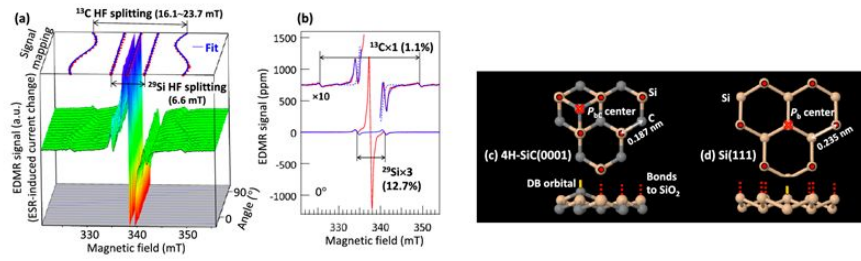 (a)
¹³C HF splitting (16.1~23.7 mT)
Signal mapping
Fit
²⁹Si HF splitting
(6.6 mT)
EDMR signal (a.u.)
(ESR-induced current change)
90
0
Angle (°)
330 340 350
Magnetic field (mT)
(b)
EDMR signal (ppm)
1500
1000
500
0
-500
-1000
¹³C×1 (1.1%)
×10
²⁹Si×3
(12.7%)
0°
330 340 350
Magnetic field (mT)
Si
PbC center
C
0.187 nm
(c) 4H-SiC(0001)
DB orbital
Bonds
to SiO₂
Si
Pb center
0.235 nm
(d) Si(111)